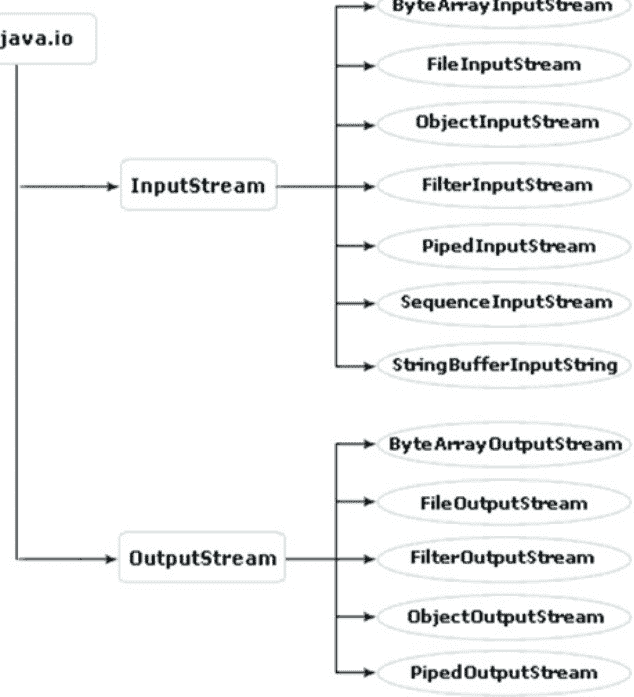 java.io
InputStream
ByteArrayInputStream
FileInputStream
ObjectInputStream
FilterInputStream
PipedInputStream
SequenceInputStream
StringBufferInputString
OutputStream
ByteArrayOutputStream
FileOutputStream
FilterOutputStream
ObjectOutputStream
PipedOutputStream